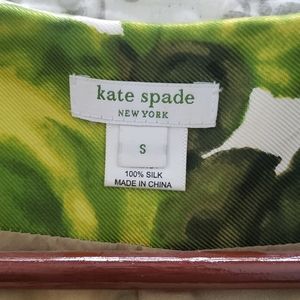 kate spade
NEW YORK
S
100% SILK
MADE IN CHINA